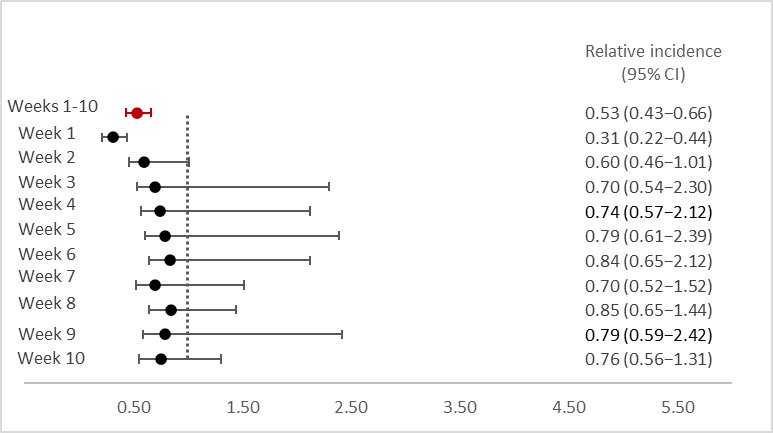 Relative incidence
(95% CI)
Weeks 1-10 0.53 (0.43−0.66)
Week 1 0.31 (0.22−0.44)
Week 2 0.60 (0.46−1.01)
Week 3 0.70 (0.54−2.30)
Week 4 0.74 (0.57−2.12)
Week 5 0.79 (0.61−2.39)
Week 6 0.84 (0.65−2.12)
Week 7 0.70 (0.52−1.52)
Week 8 0.85 (0.65−1.44)
Week 9 0.79 (0.59−2.42)
Week 10 0.76 (0.56−1.31)
0.50 1.50 2.50 3.50 4.50 5.50